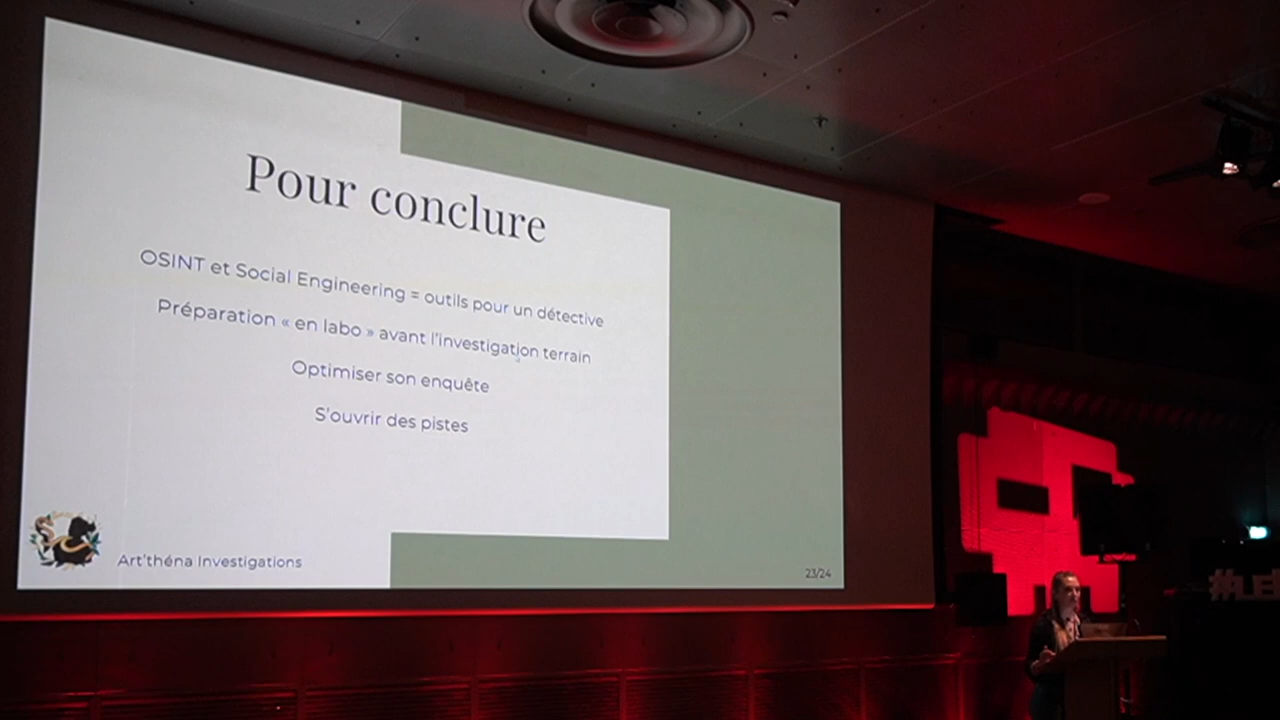 Pour conclure
OSINT et Social Engineering = outils pour un détective
Préparation « en labo » avant l'investigation terrain
Optimiser son enquête
S'ouvrir des pistes
Art'théna Investigations
23/24